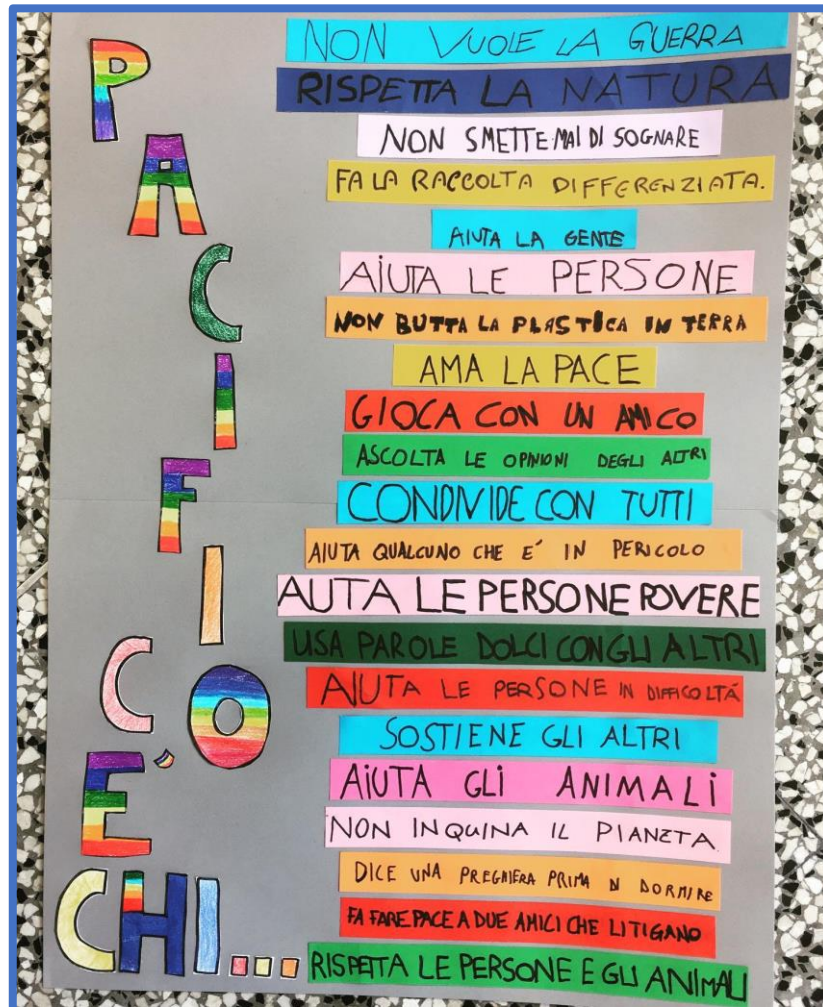 PACIFICO
C'È
CHI...
NON VUOLE LA GUERRA
RISPETTA LA NATURA
NON SMETTE MAI DI SOGNARE
FA LA RACCOLTA DIFFERENZIATA.
AIUTA LA GENTE
AIUTA LE PERSONE
NON BUTTA LA PLASTICA IN TERRA
AMA LA PACE
GIOCA CON UN AMICO
ASCOLTA LE OPINIONI DEGLI ALTRI
CONDIVIDE CON TUTTI
AIUTA QUALCUNO CHE E' IN PERICOLO
AUTA LE PERSONE POVERE
USA PAROLE DOLCI CON GLI ALTRI
AIUTA LE PERSONE IN DIFFICOLTÁ
SOSTIENE GLI ALTRI
AIUTA GLI ANIMALI
NON INQUINA IL PIANETA
DICE UNA PREGHIERA PRIMA DI DORMIRE
FA FARE PACE A DUE AMICI CHE LITIGANO
RISPETTA LE PERSONE E GLI ANIMALI